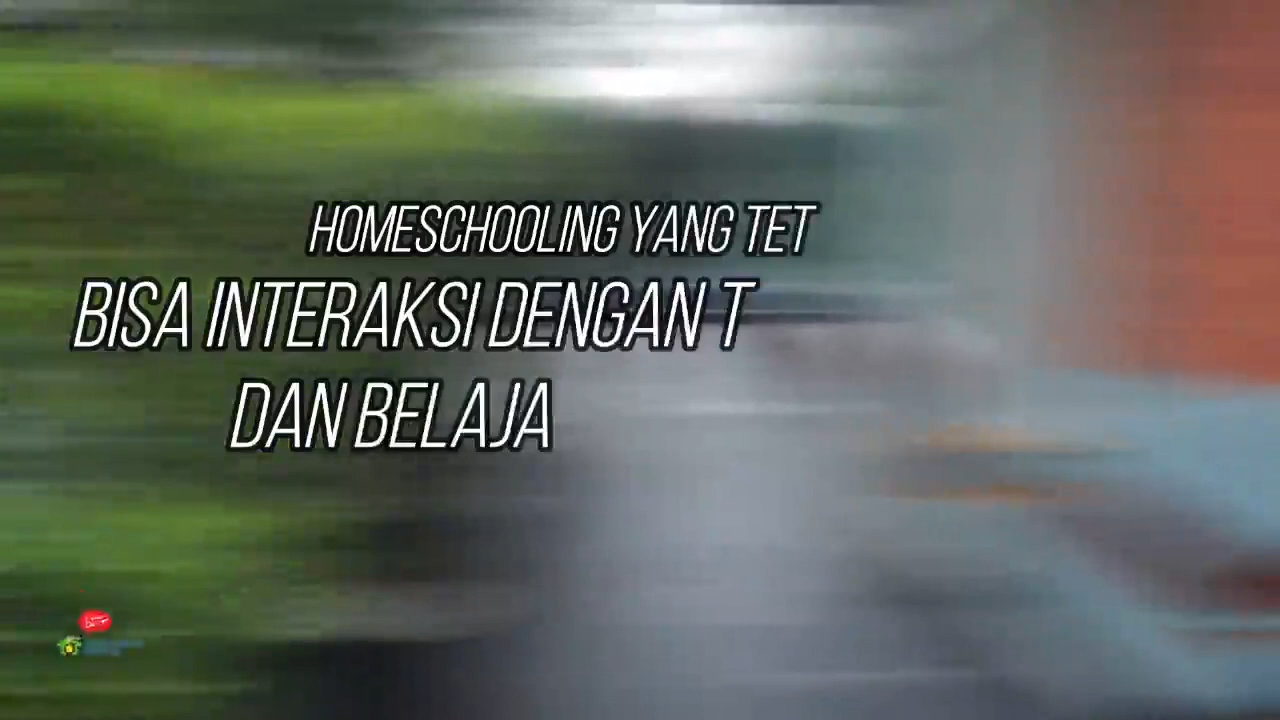 HOMESCHOOLING YANG TET
BISA INTERAKSI DENGAN T
DAN BELAJA